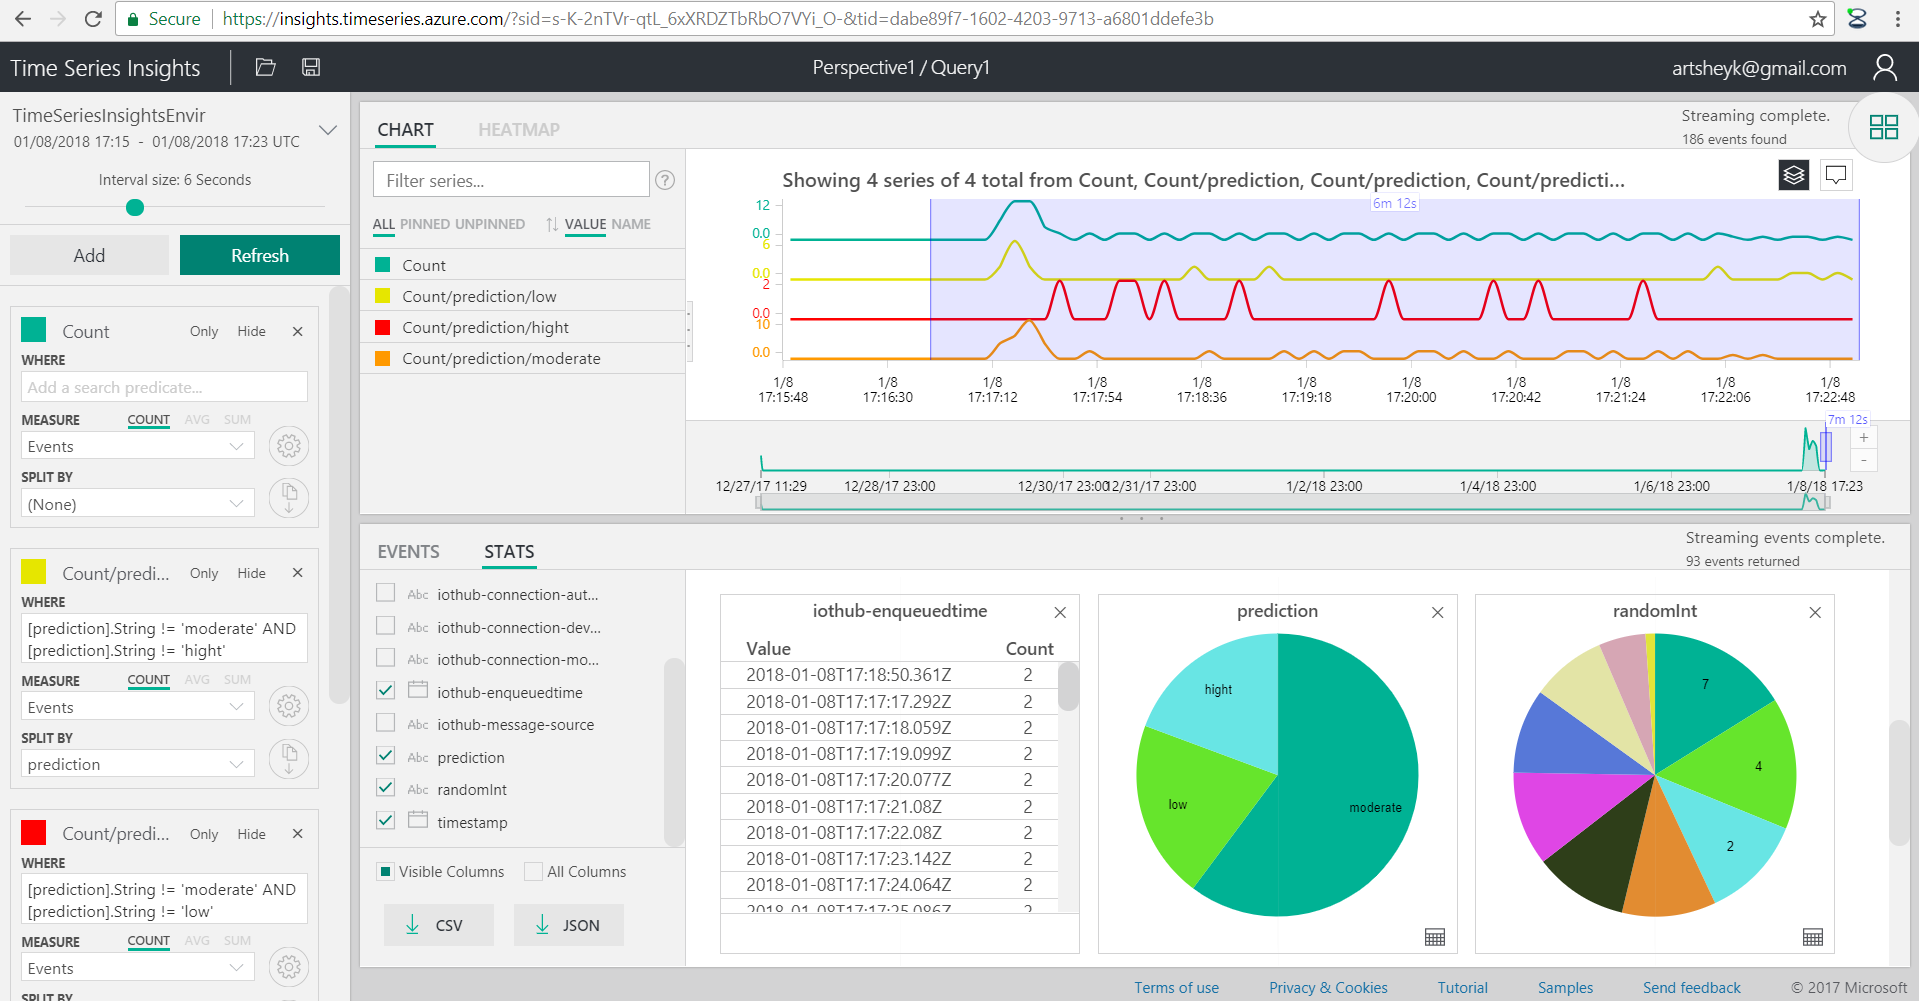 Secure
https://insights.timeseries.azure.com/?sid=s-K-2nTVr-qtL_6xXRDZTbRbO7VYi_O-&tid=dabe89f7-1602-4203-9713-a6801ddefe3b
Time Series Insights
Perspective1 / Query1
artsheyk@gmail.com
TimeSeriesInsightsEnvir
01/08/2018 17:15 - 01/08/2018 17:23 UTC
Interval size: 6 Seconds
Add
Refresh
Count
Only
Hide
WHERE
Add a search predicate...
MEASURE
COUNT
AVG
SUM
Events
SPLIT BY
(None)
Count/predi...
Only
Hide
WHERE
[prediction].String != 'moderate' AND
[prediction].String != 'hight'
MEASURE
COUNT
AVG
SUM
Events
SPLIT BY
prediction
Count/predi...
Only
Hide
WHERE
[prediction].String != 'moderate' AND
[prediction].String != 'low'
MEASURE
COUNT
AVG
SUM
Events
SPLIT BY
CHART
HEATMAP
Streaming complete.
186 events found
Filter series...
?
ALL PINNED UNPINNED
VALUE NAME
Count
Count/prediction/low
Count/prediction/hight
Count/prediction/moderate
Showing 4 series of 4 total from Count, Count/prediction, Count/prediction, Count/predicti...
6m 12s
12
0.0
6
0.0
2
0.0
10
0.0
1/8 1/8 1/8 1/8 1/8 1/8 1/8 1/8 1/8 1/8 1/8
17:15:48 17:16:30 17:17:12 17:17:54 17:18:36 17:19:18 17:20:00 17:20:42 17:21:24 17:22:06 17:22:48
7m 12s
+
-
12/27/17 11:29 12/28/17 23:00 12/30/17 23:00 12/31/17 23:00 1/2/18 23:00 1/4/18 23:00 1/6/18 23:00 1/8/18 17:23
EVENTS
STATS
Streaming events complete.
93 events returned
Abc iothub-connection-aut...
Abc iothub-connection-dev...
Abc iothub-connection-mo...
iothub-enqueuedtime
Abc iothub-message-source
Abc prediction
Abc randomInt
timestamp
Visible Columns
All Columns
CSV
JSON
iothub-enqueuedtime
Value Count
2018-01-08T17:18:50.361Z 2
2018-01-08T17:17:17.292Z 2
2018-01-08T17:17:18.059Z 2
2018-01-08T17:17:19.099Z 2
2018-01-08T17:17:20.077Z 2
2018-01-08T17:17:21.08Z 2
2018-01-08T17:17:22.08Z 2
2018-01-08T17:17:23.142Z 2
2018-01-08T17:17:24.064Z 2
2018-01-08T17:17:25.086Z 2
prediction
hight
low
moderate
randomInt
7
4
2
Terms of use
Privacy & Cookies
Tutorial
Samples
Send feedback
© 2017 Microsoft